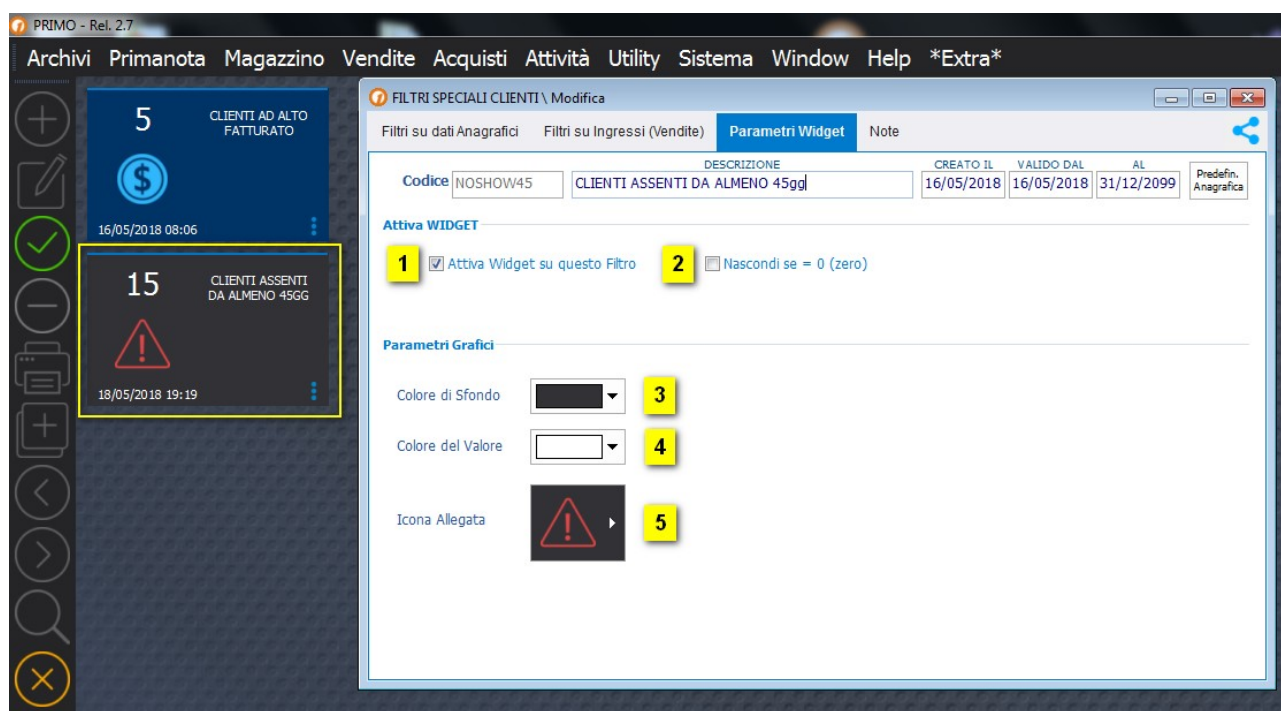 PRIMO - Rel. 2.7
Archivi Primanota Magazzino Vendite Acquisti Attività Utility Sistema Window Help *Extra*
5
CLIENTI AD ALTO
FATTURATO
$
16/05/2018 08:06
15
CLIENTI ASSENTI
DA ALMENO 45GG
18/05/2018 19:19
FILTRI SPECIALI CLIENTI \ Modifica
Filtri su dati Anagrafici Filtri su Ingressi (Vendite) Parametri Widget Note
DESCRIZIONE CREATO IL VALIDO DAL AL
Codice NOSHOW45 CLIENTI ASSENTI DA ALMENO 45gg 16/05/2018 16/05/2018 31/12/2099
Predefin.
Anagrafica
Attiva WIDGET
1 Attiva Widget su questo Filtro 2 Nascondi se = 0 (zero)
Parametri Grafici
Colore di Sfondo 3
Colore del Valore 4
Icona Allegata 5